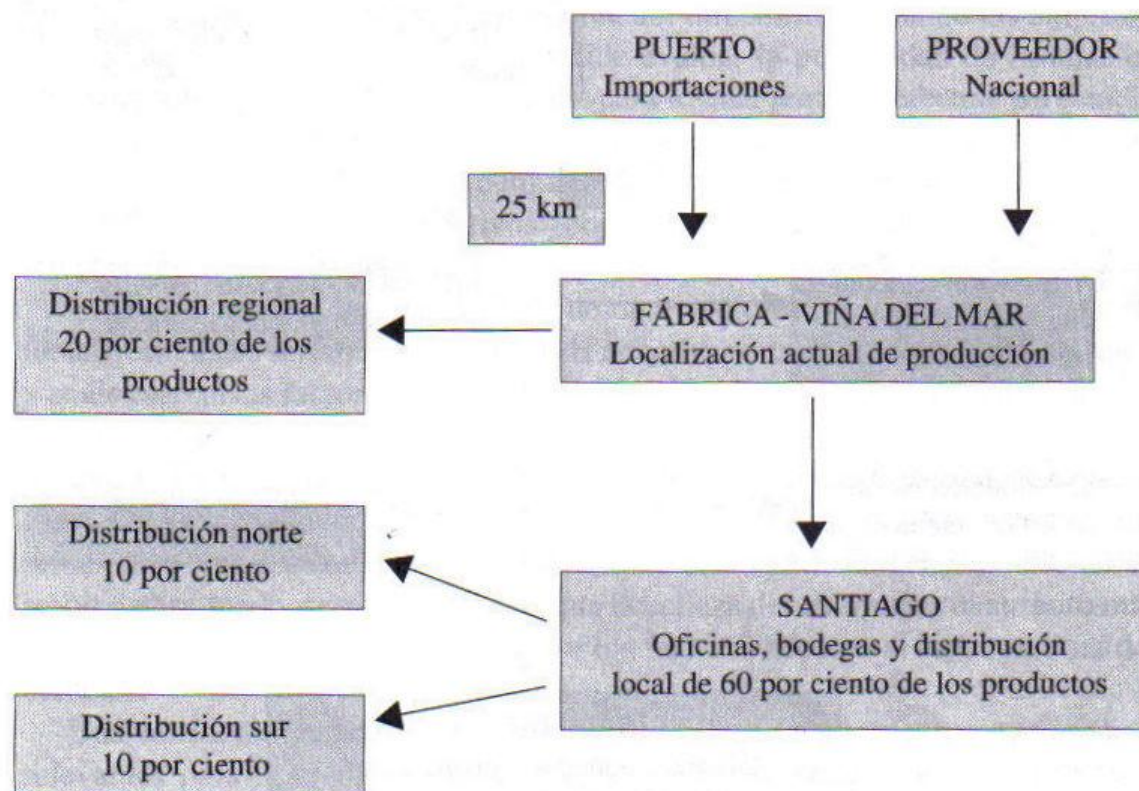 PUERTO
Importaciones
PROVEEDOR
Nacional
25 km
Distribución regional
20 por ciento de los
productos
FÁBRICA - VIÑA DEL MAR
Localización actual de producción
Distribución norte
10 por ciento
SANTIAGO
Oficinas, bodegas y distribución
local de 60 por ciento de los productos
Distribución sur
10 por ciento